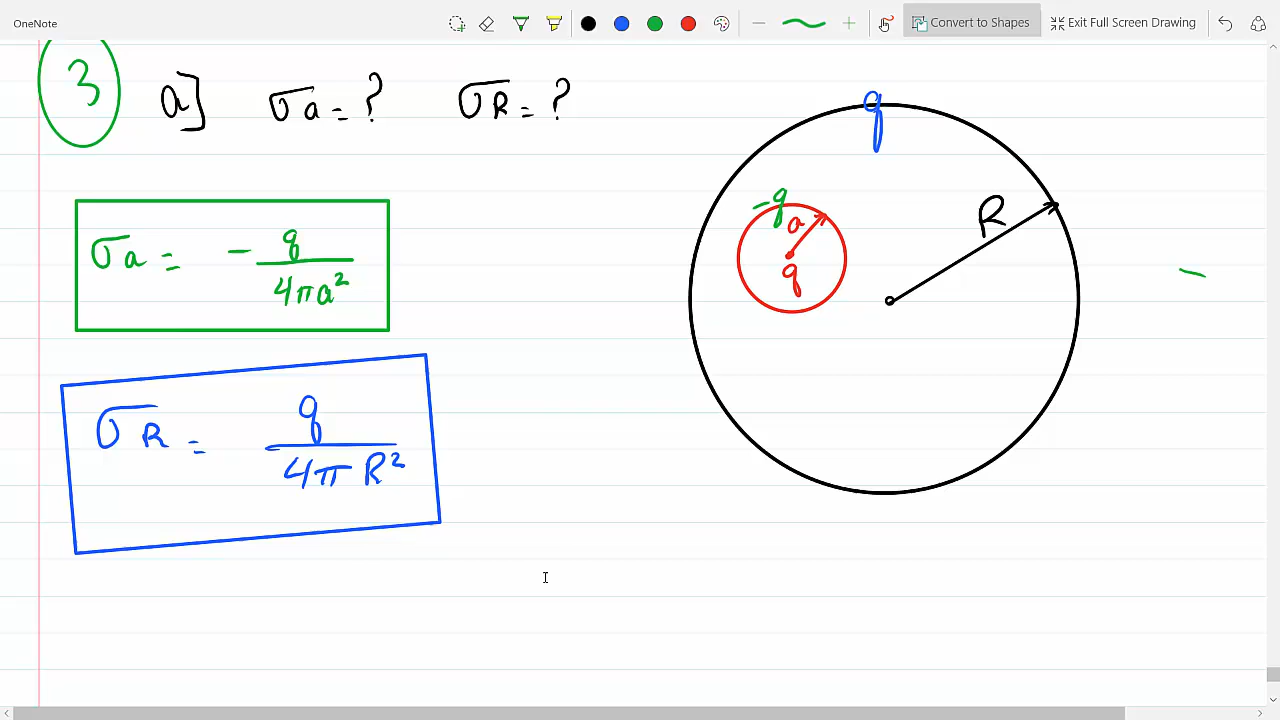 OneNote
Convert to Shapes
Exit Full Screen Drawing
3
a] σa = ? σR = ?
σa = - q / 4πa²
σR = q / 4πR²
q
R
-q
a
q